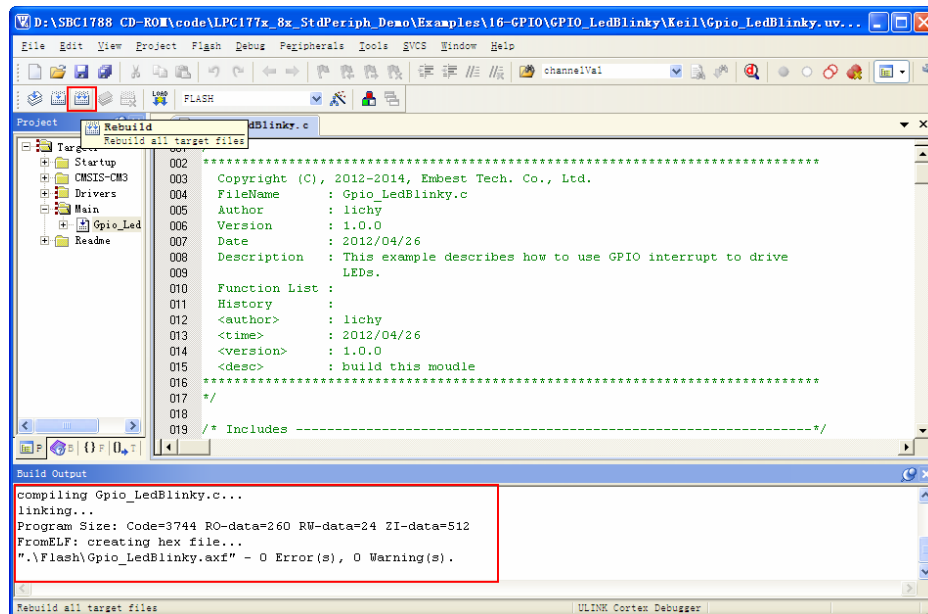 D:\SBC1788 CD-ROM\code\LPC177x_8x_StdPeriph_Demo\Examples\16-GPIO\GPIO_LedBlinky\Keil\Gpio_LedBlinky.uv...
File Edit View Project Flash Debug Peripherals Tools SVCS Window Help
channelVal
LOAD FLASH
Project
dBlinky.c
Rebuild
Rebuild all target files
Startup
CMSIS-CM3
Drivers
Main
Gpio_Led
Readme
002 *****************************************************************************
003 Copyright (C), 2012-2014, Embest Tech. Co., Ltd.
004 FileName : Gpio_LedBlinky.c
005 Author : lichy
006 Version : 1.0.0
007 Date : 2012/04/26
008 Description : This example describes how to use GPIO interrupt to drive
009 LEDs.
010 Function List :
011 History :
012 <author> : lichy
013 <time> : 2012/04/26
014 <version> : 1.0.0
015 <desc> : build this moudle
016 *****************************************************************************
017 */
018
019 /* Includes ----------------------------------------------------------------*/
P B {} F 0 T
Build Output
compiling Gpio_LedBlinky.c...
linking...
Program Size: Code=3744 RO-data=260 RW-data=24 ZI-data=512
FromELF: creating hex file...
".\Flash\Gpio_LedBlinky.axf" - 0 Error(s), 0 Warning(s).
Rebuild all target files
ULINK Cortex Debugger